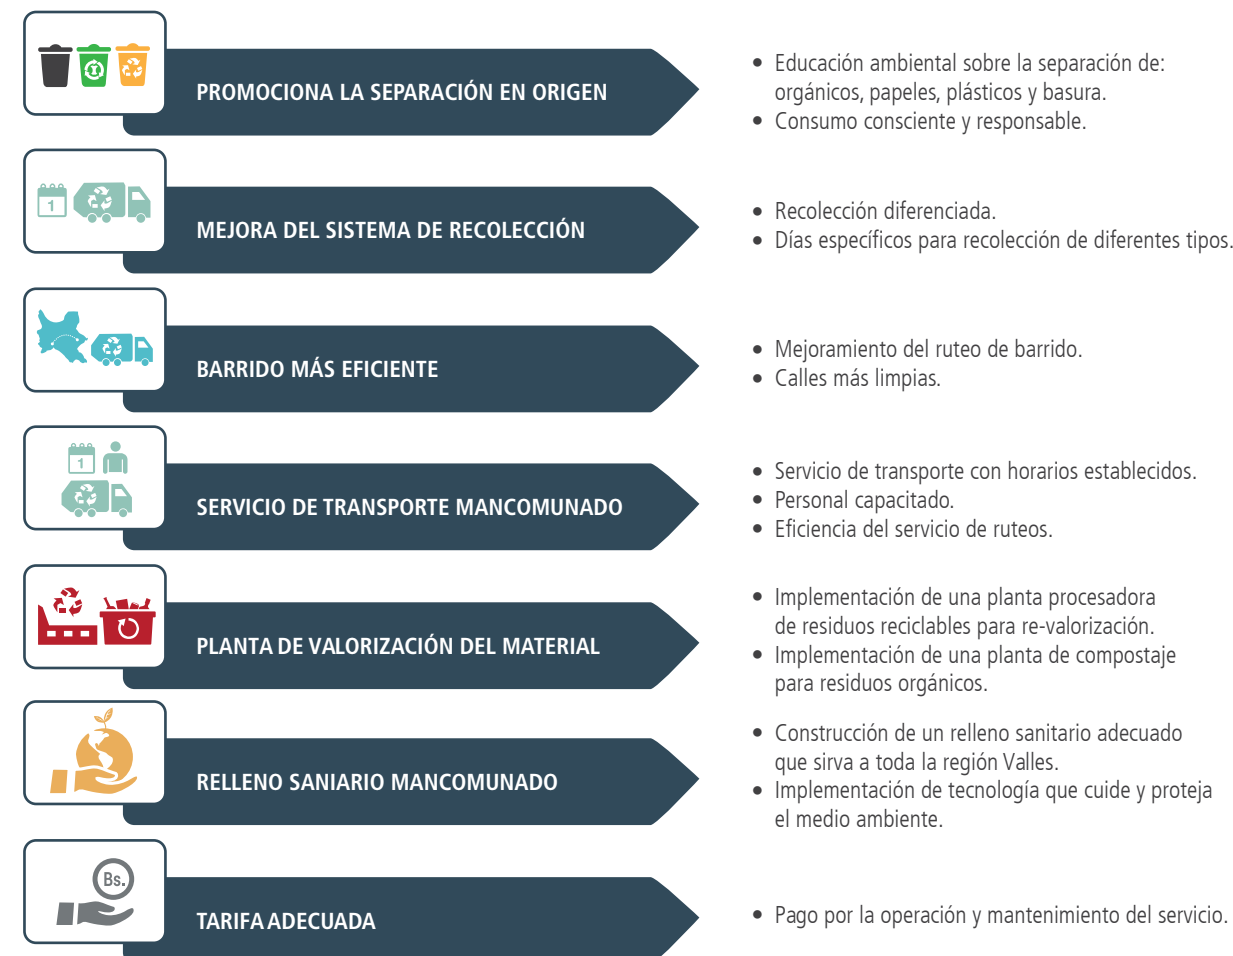 PROMOCIONA LA SEPARACIÓN EN ORIGEN
• Educación ambiental sobre la separación de:
orgánicos, papeles, plásticos y basura.
• Consumo consciente y responsable.
1
MEJORA DEL SISTEMA DE RECOLECCIÓN
• Recolección diferenciada.
• Días específicos para recolección de diferentes tipos.
BARRIDO MÁS EFICIENTE
• Mejoramiento del ruteo de barrido.
• Calles más limpias.
1
SERVICIO DE TRANSPORTE MANCOMUNADO
• Servicio de transporte con horarios establecidos.
• Personal capacitado.
• Eficiencia del servicio de ruteos.
PLANTA DE VALORIZACIÓN DEL MATERIAL
• Implementación de una planta procesadora
de residuos reciclables para re-valorización.
• Implementación de una planta de compostaje
para residuos orgánicos.
RELLENO SANIARIO MANCOMUNADO
• Construcción de un relleno sanitario adecuado
que sirva a toda la región Valles.
• Implementación de tecnología que cuide y proteja
el medio ambiente.
Bs.
TARIFA ADECUADA
• Pago por la operación y mantenimiento del servicio.